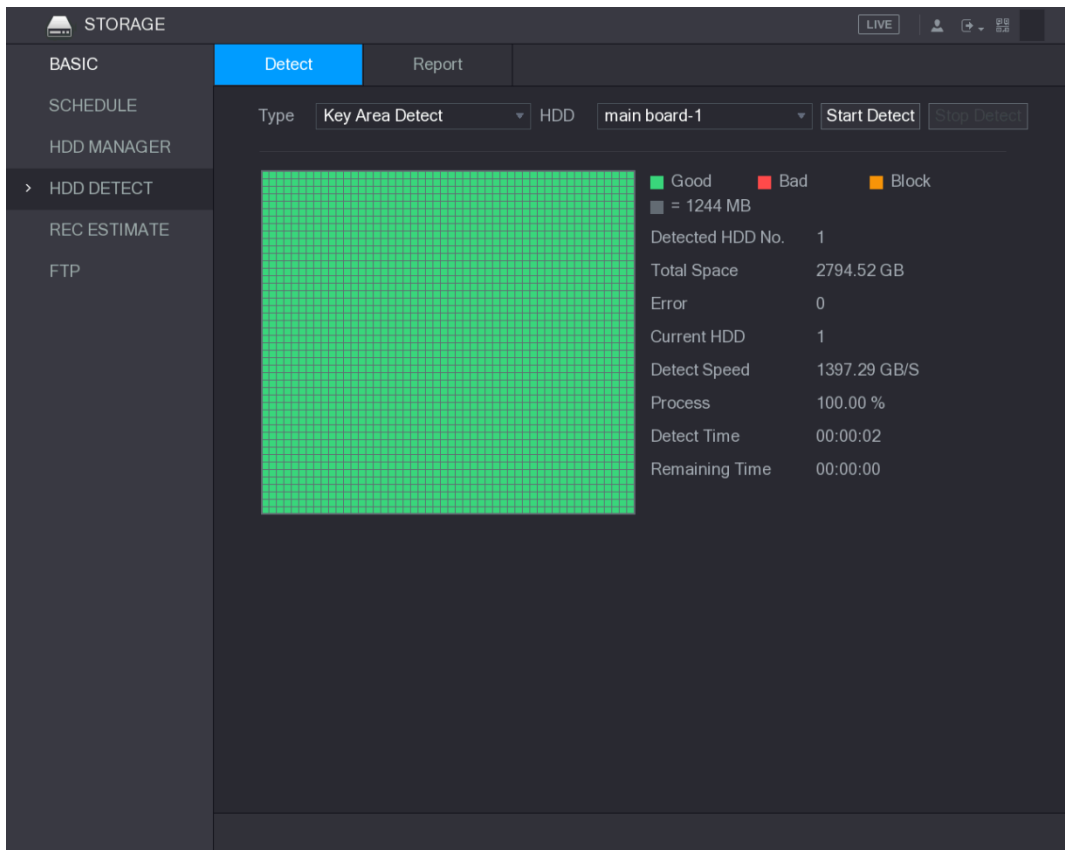 STORAGE LIVE
BASIC Detect Report
SCHEDULE
Type Key Area Detect HDD main board-1 Start Detect Stop Detect
HDD MANAGER
HDD DETECT
REC ESTIMATE
FTP
Good Bad Block
= 1244 MB
Detected HDD No. 1
Total Space 2794.52 GB
Error 0
Current HDD 1
Detect Speed 1397.29 GB/S
Process 100.00 %
Detect Time 00:00:02
Remaining Time 00:00:00